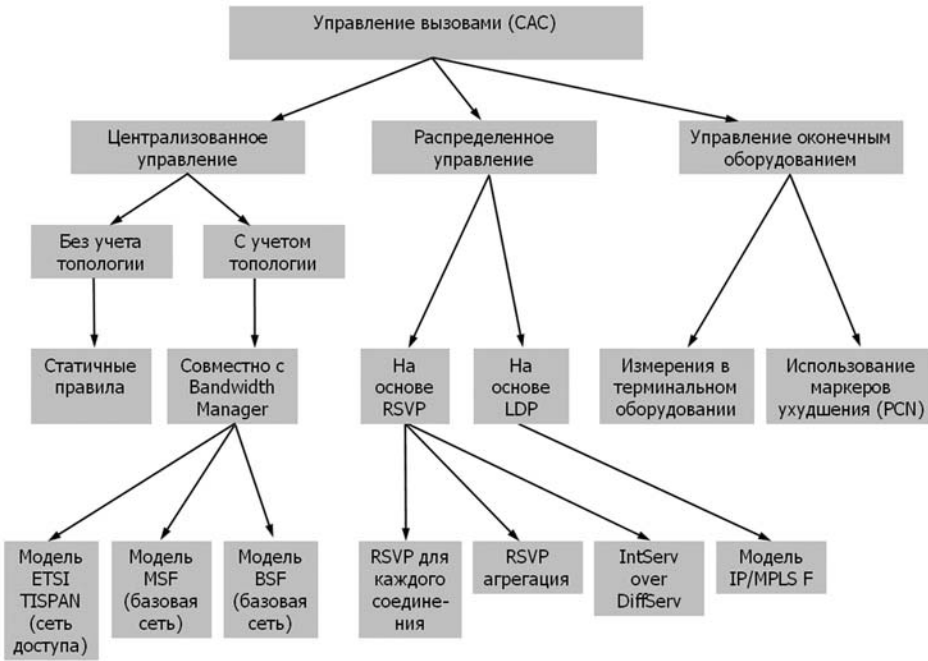 Управление вызовами (CAC)
Централизованное
управление
Распределенное
управление
Управление оконечным
оборудованием
Без учета
топологии
С учетом
топологии
Статичные
правила
Совместно с
Bandwidth
Manager
На
основе
RSVP
На
основе
LDP
Измерения в
терминальном
оборудовании
Использование
маркеров
ухудшения (PCN)
Модель
ETSI
TISPAN
(сеть
доступа)
Модель
MSF
(базовая
сеть)
Модель
BSF
(базовая
сеть)
RSVP для
каждого
соедине-
ния
RSVP
агрегация
IntServ
over
DiffServ
Модель
IP/MPLS F